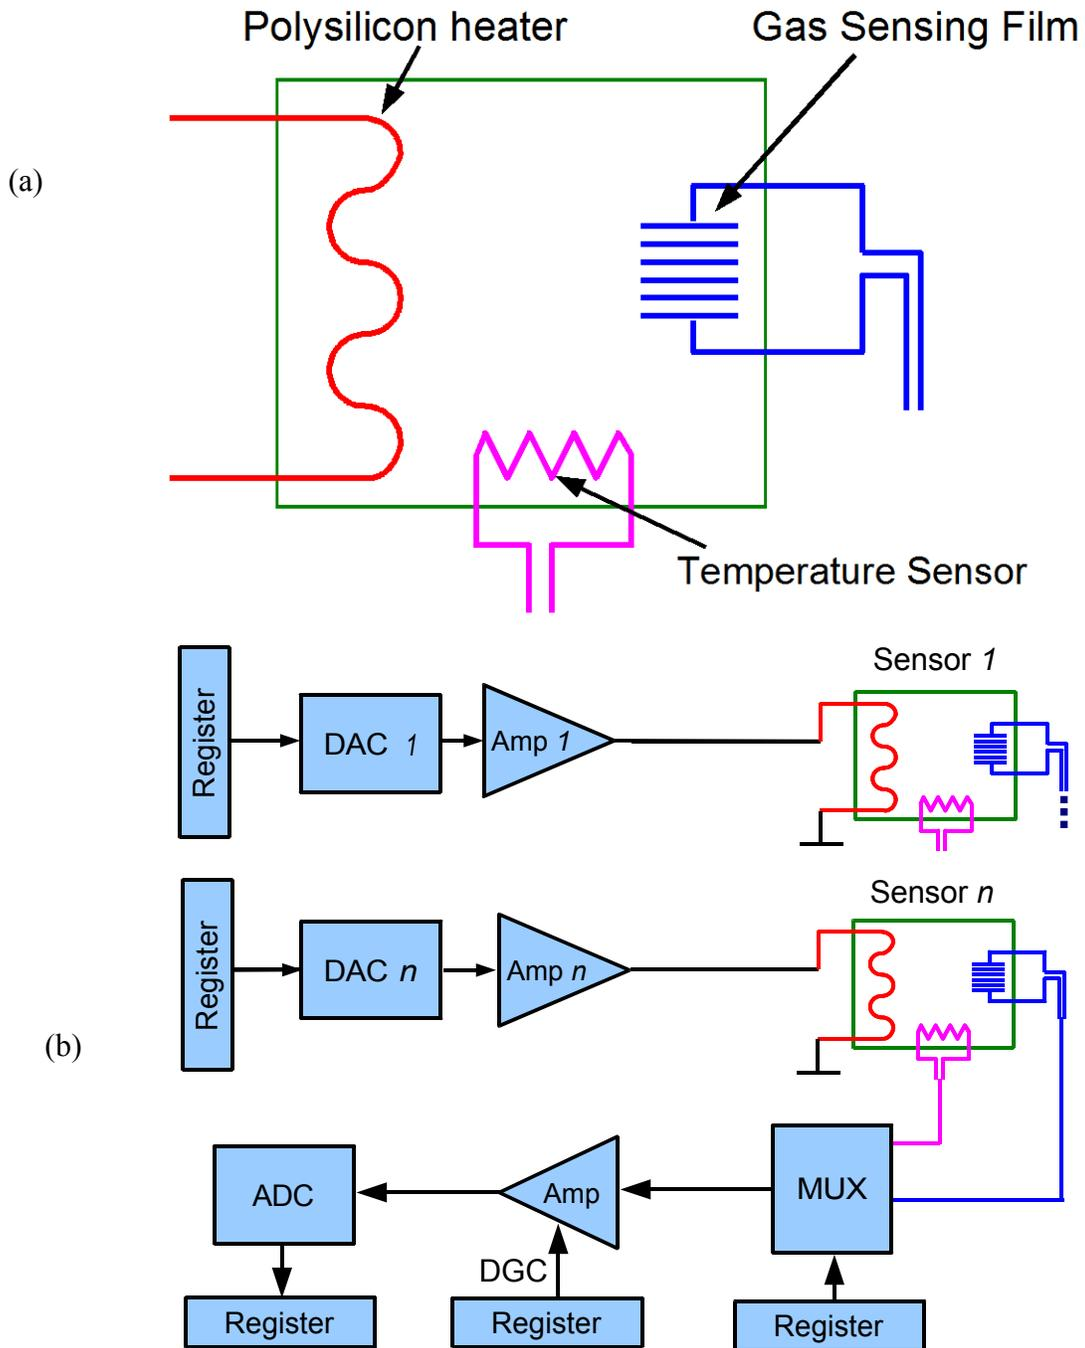 Polysilicon heater
Gas Sensing Film
(a)
Temperature Sensor
Sensor 1
Register
DAC 1
Amp 1
Sensor n
Register
DAC n
Amp n
(b)
ADC
Amp
MUX
DGC
Register
Register
Register